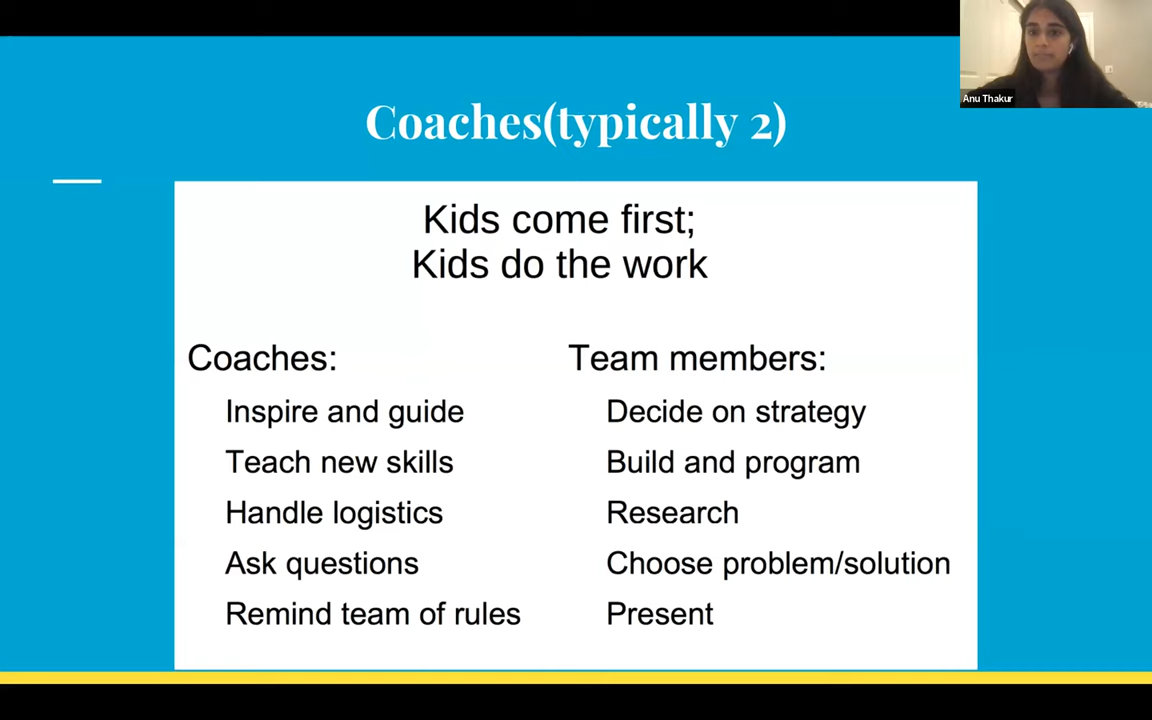 Anu Thakur
Coaches(typically 2)
Kids come first;
Kids do the work
Coaches:
Inspire and guide
Teach new skills
Handle logistics
Ask questions
Remind team of rules
Team members:
Decide on strategy
Build and program
Research
Choose problem/solution
Present